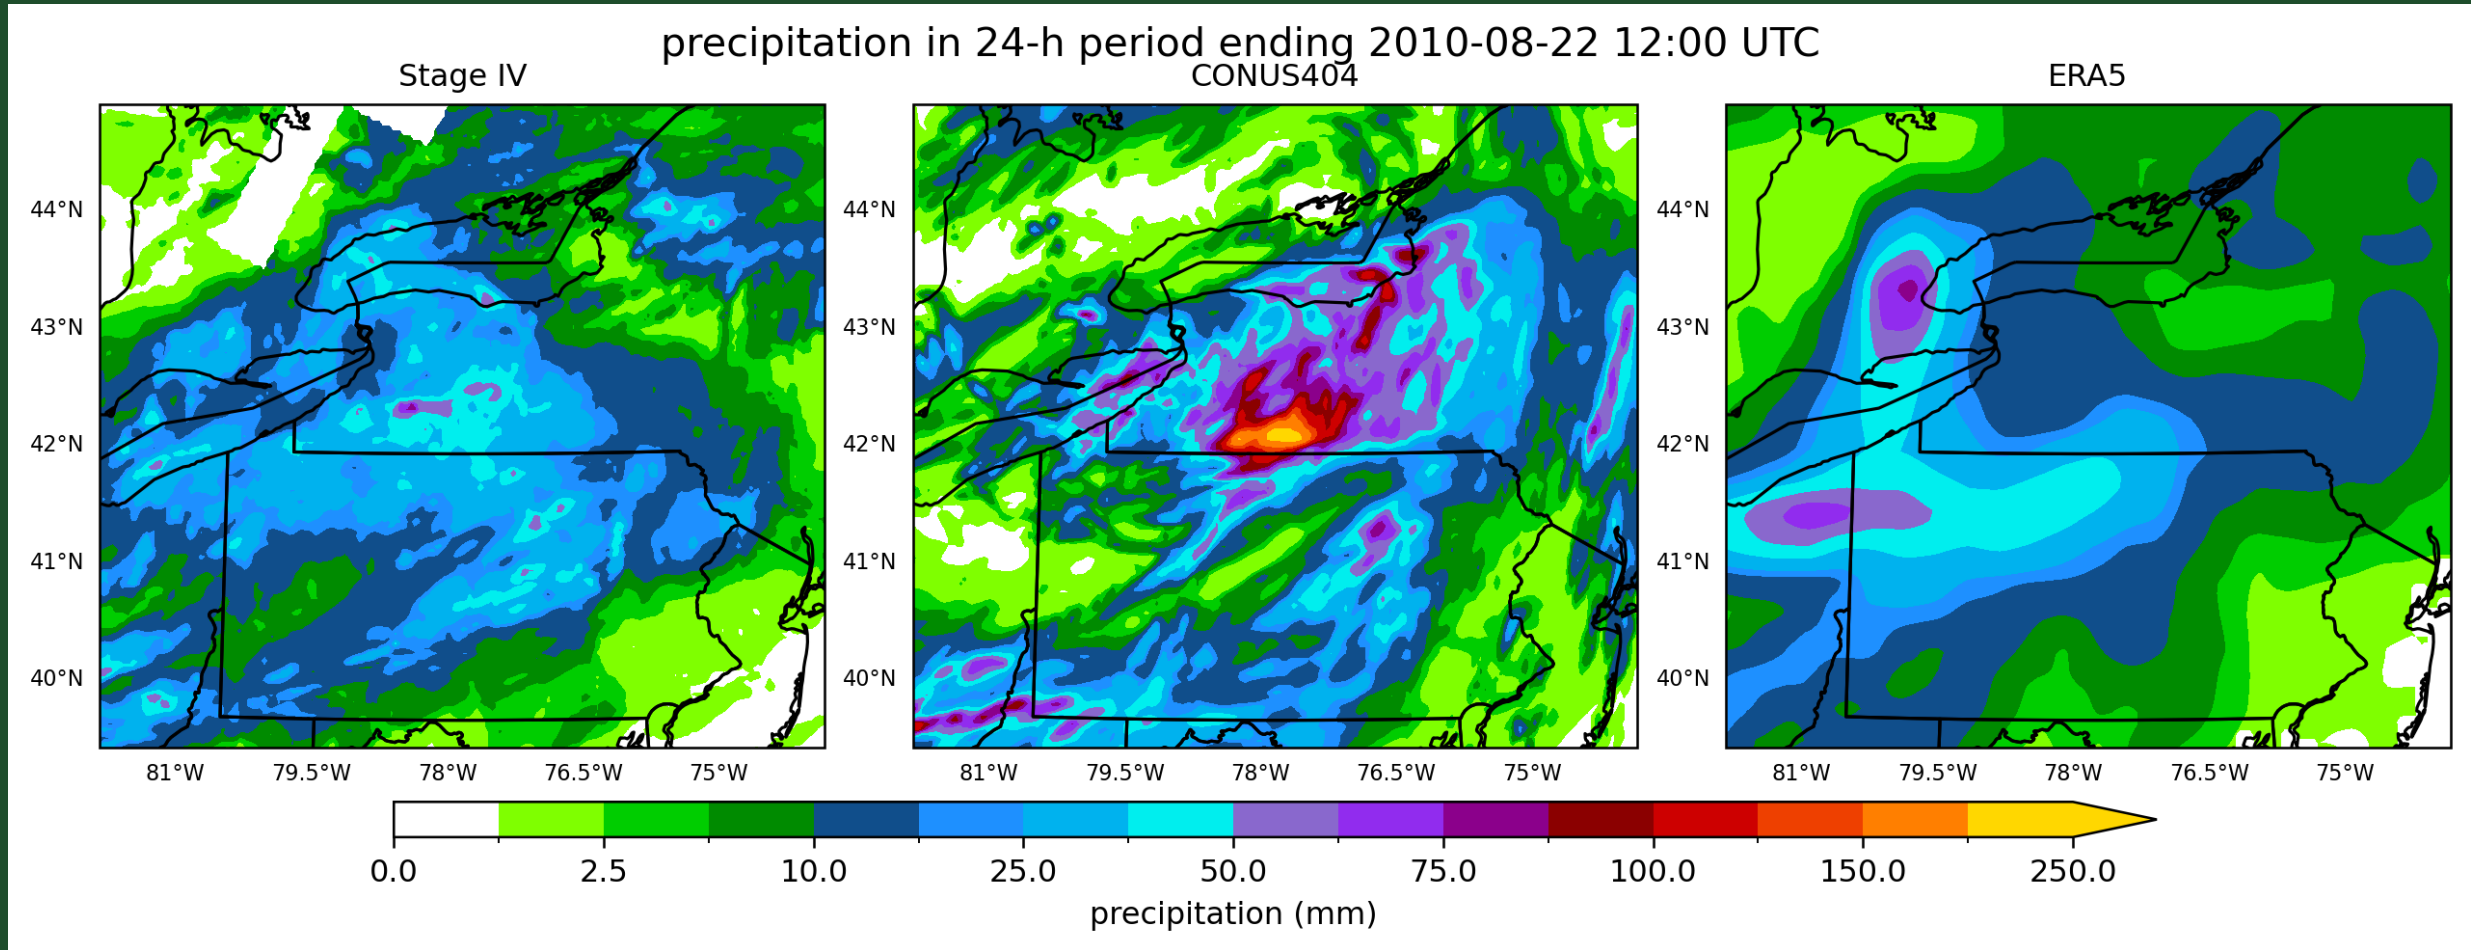 precipitation in 24-h period ending 2010-08-22 12:00 UTC
Stage IV CONUS404 ERA5
44°N 44°N 44°N
43°N 43°N 43°N
42°N 42°N 42°N
41°N 41°N 41°N
40°N 40°N 40°N
81°W 79.5°W 78°W 76.5°W 75°W 81°W 79.5°W 78°W 76.5°W 75°W 81°W 79.5°W 78°W 76.5°W 75°W
0.0 2.5 10.0 25.0 50.0 75.0 100.0 150.0 250.0
precipitation (mm)